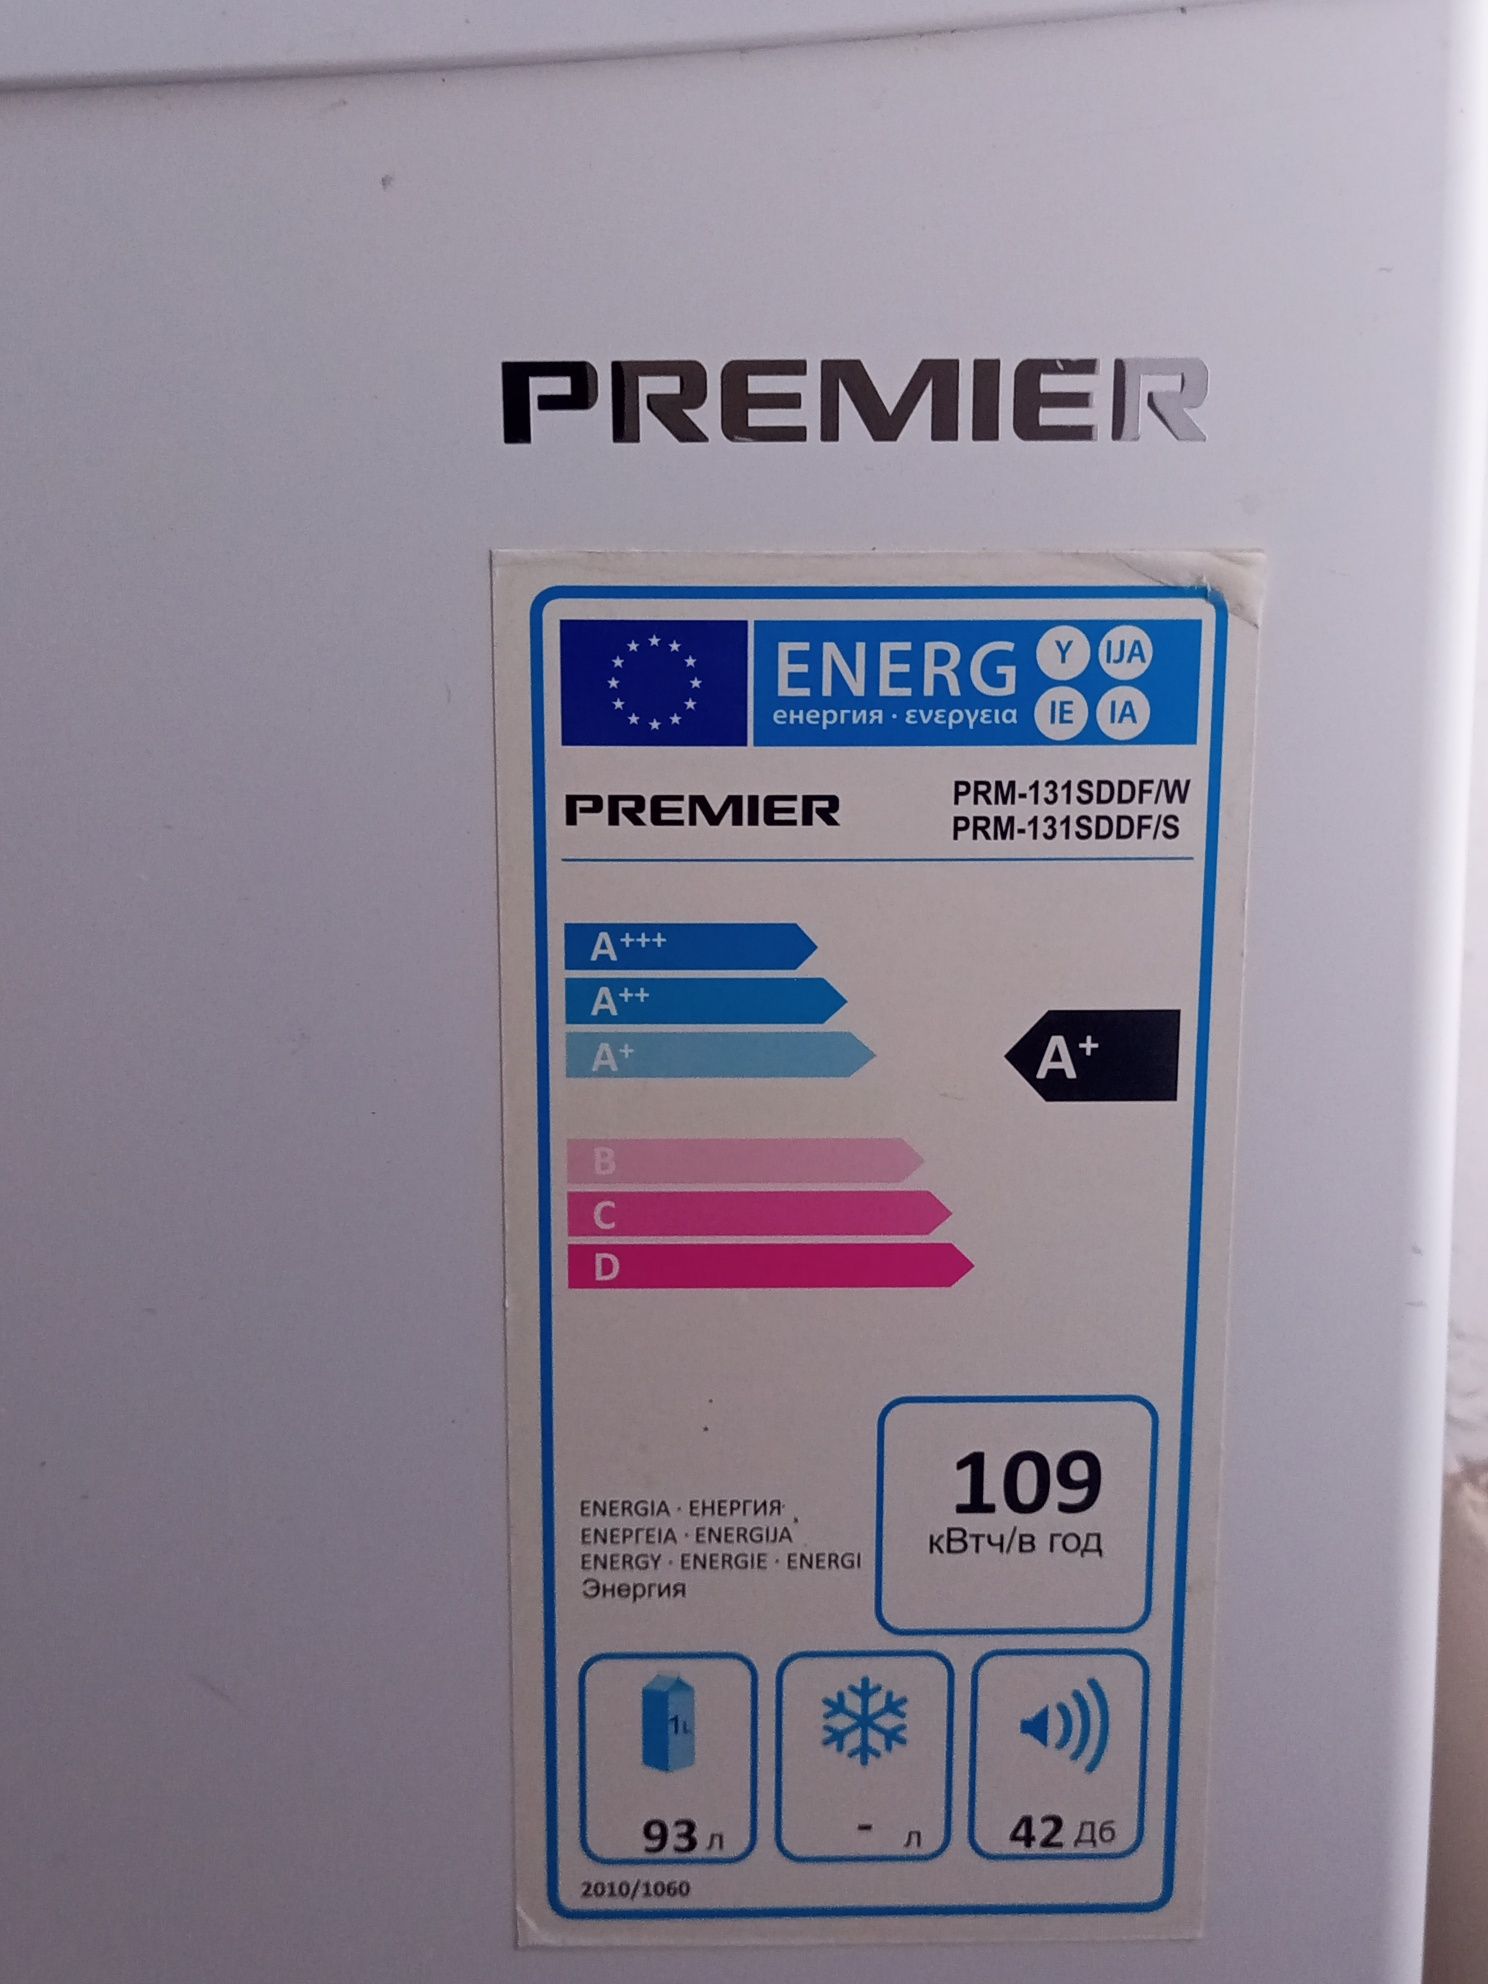 PREMIER
ENERG Y IJA
енергия · ενεργεια IE IA
PREMIER
PRM-131SDDF/W
PRM-131SDDF/S
A+++
A++
A+
A+
B
C
D
109
кВтч/в год
ENERGIA · ЕНЕРГИЯ
ΕΝΕΡΓΕΙΑ · ENERGIJA
ENERGY · ENERGIE · ENERGI
Энергия
1L
93 л
- л
42 Дб
2010/1060